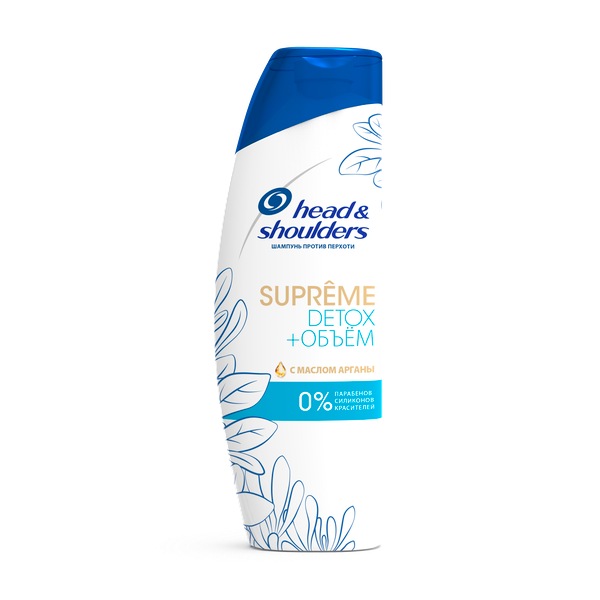 head &
shoulders
ШАМПУНЬ ПРОТИВ ПЕРХОТИ
SUPRÊME
DETOX
+ОБЪЁМ
С МАСЛОМ АРГАНЫ
0% ПАРАБЕНОВ
СИЛИКОНОВ
КРАСИТЕЛЕЙ